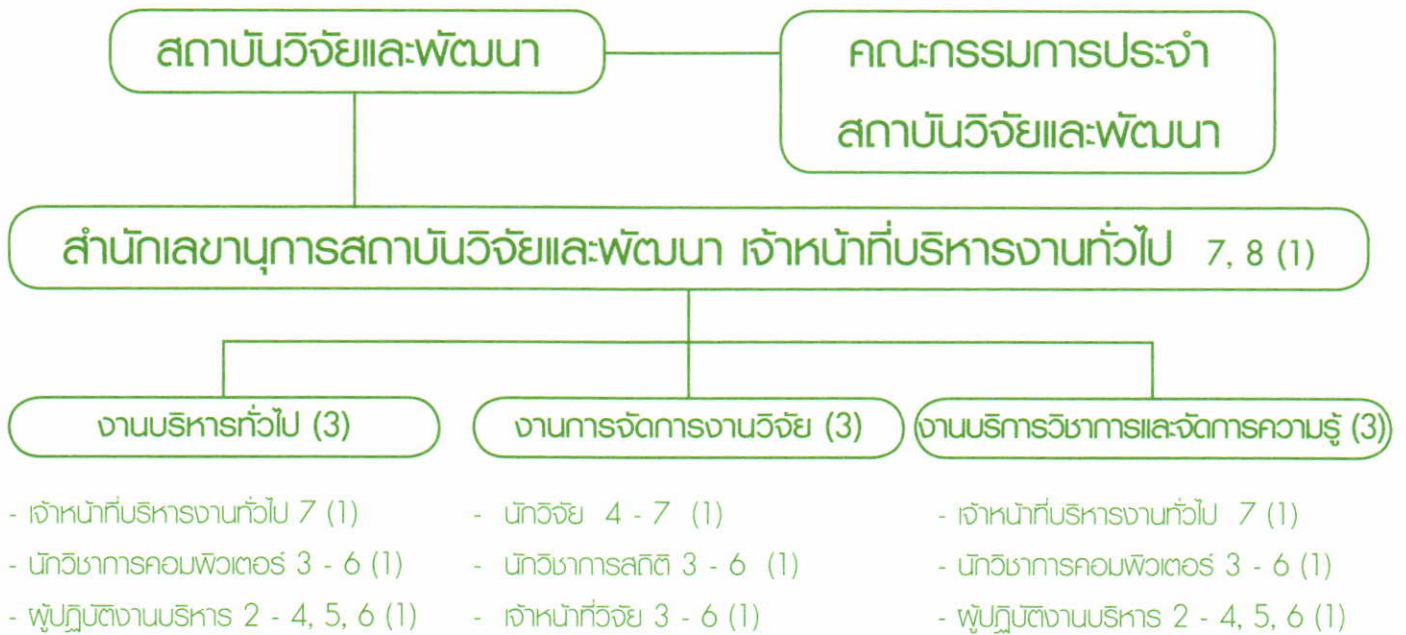 สถาบันวิจัยและพัฒนา
คณะกรรมการประจำ
สถาบันวิจัยและพัฒนา
สำนักเลขานุการสถาบันวิจัยและพัฒนา เจ้าหน้าที่บริหารงานทั่วไป 7, 8 (1)
งานบริหารทั่วไป (3)
- เจ้าหน้าที่บริหารงานทั่วไป 7 (1)
- นักวิชาการคอมพิวเตอร์ 3 - 6 (1)
- ผู้ปฏิบัติงานบริหาร 2 - 4, 5, 6 (1)
งานการจัดการงานวิจัย (3)
- นักวิจัย 4 - 7 (1)
- นักวิชาการสถิติ 3 - 6 (1)
- เจ้าหน้าที่วิจัย 3 - 6 (1)
งานบริการวิชาการและจัดการความรู้ (3)
- เจ้าหน้าที่บริหารงานทั่วไป 7 (1)
- นักวิชาการคอมพิวเตอร์ 3 - 6 (1)
- ผู้ปฏิบัติงานบริหาร 2 - 4, 5, 6 (1)